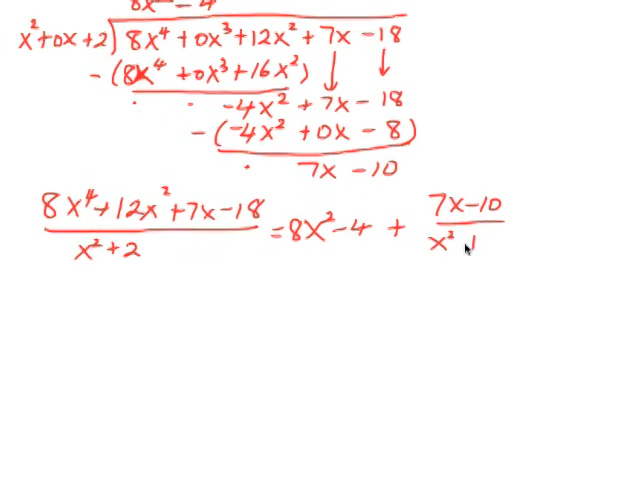 8x² - 4
x²+0x+2) 8x⁴+0x³+12x²+7x-18
-(8x⁴+0x³+16x²)
-4x²+7x-18
-(-4x²+0x-8)
7x-10
8x⁴+12x²+7x-18 / x²+2 = 8x²-4 + 7x-10 / x²